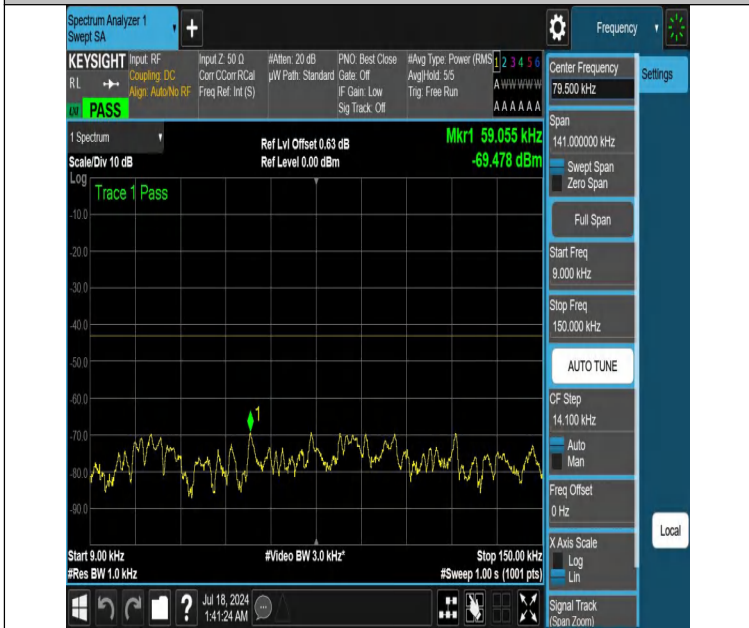 Spectrum Analyzer 1
Swept SA
+
Frequency
KEYSIGHT
RL
LXI PASS
Input: RF
Coupling: DC
Align: Auto/No RF
Input Z: 50 Ω
Corr CCorr RCal
Freq Ref: Int (S)
#Atten: 20 dB
µW Path: Standard
PNO: Best Close
Gate: Off
IF Gain: Low
Sig Track: Off
#Avg Type: Power (RMS
Avg|Hold: 5/5
Trig: Free Run
1 2 3 4 5 6
A W W W W W
A A A A A A
1 Spectrum
Scale/Div 10 dB
Ref Lvl Offset 0.63 dB
Ref Level 0.00 dBm
Mkr1 59.055 kHz
-69.478 dBm
Log
Trace 1 Pass
-10.0
-20.0
-30.0
-40.0
-50.0
-60.0
-70.0
-80.0
-90.0
1
Start 9.00 kHz
#Res BW 1.0 kHz
#Video BW 3.0 kHz*
Stop 150.00 kHz
#Sweep 1.00 s (1001 pts)
Center Frequency
79.500 kHz
Settings
Span
141.000000 kHz
Swept Span
Zero Span
Full Span
Start Freq
9.000 kHz
Stop Freq
150.000 kHz
AUTO TUNE
CF Step
14.100 kHz
Auto
Man
Freq Offset
0 Hz
Local
X Axis Scale
Log
Lin
Signal Track
(Span Zoom)
?
Jul 18, 2024
1:41:24 AM